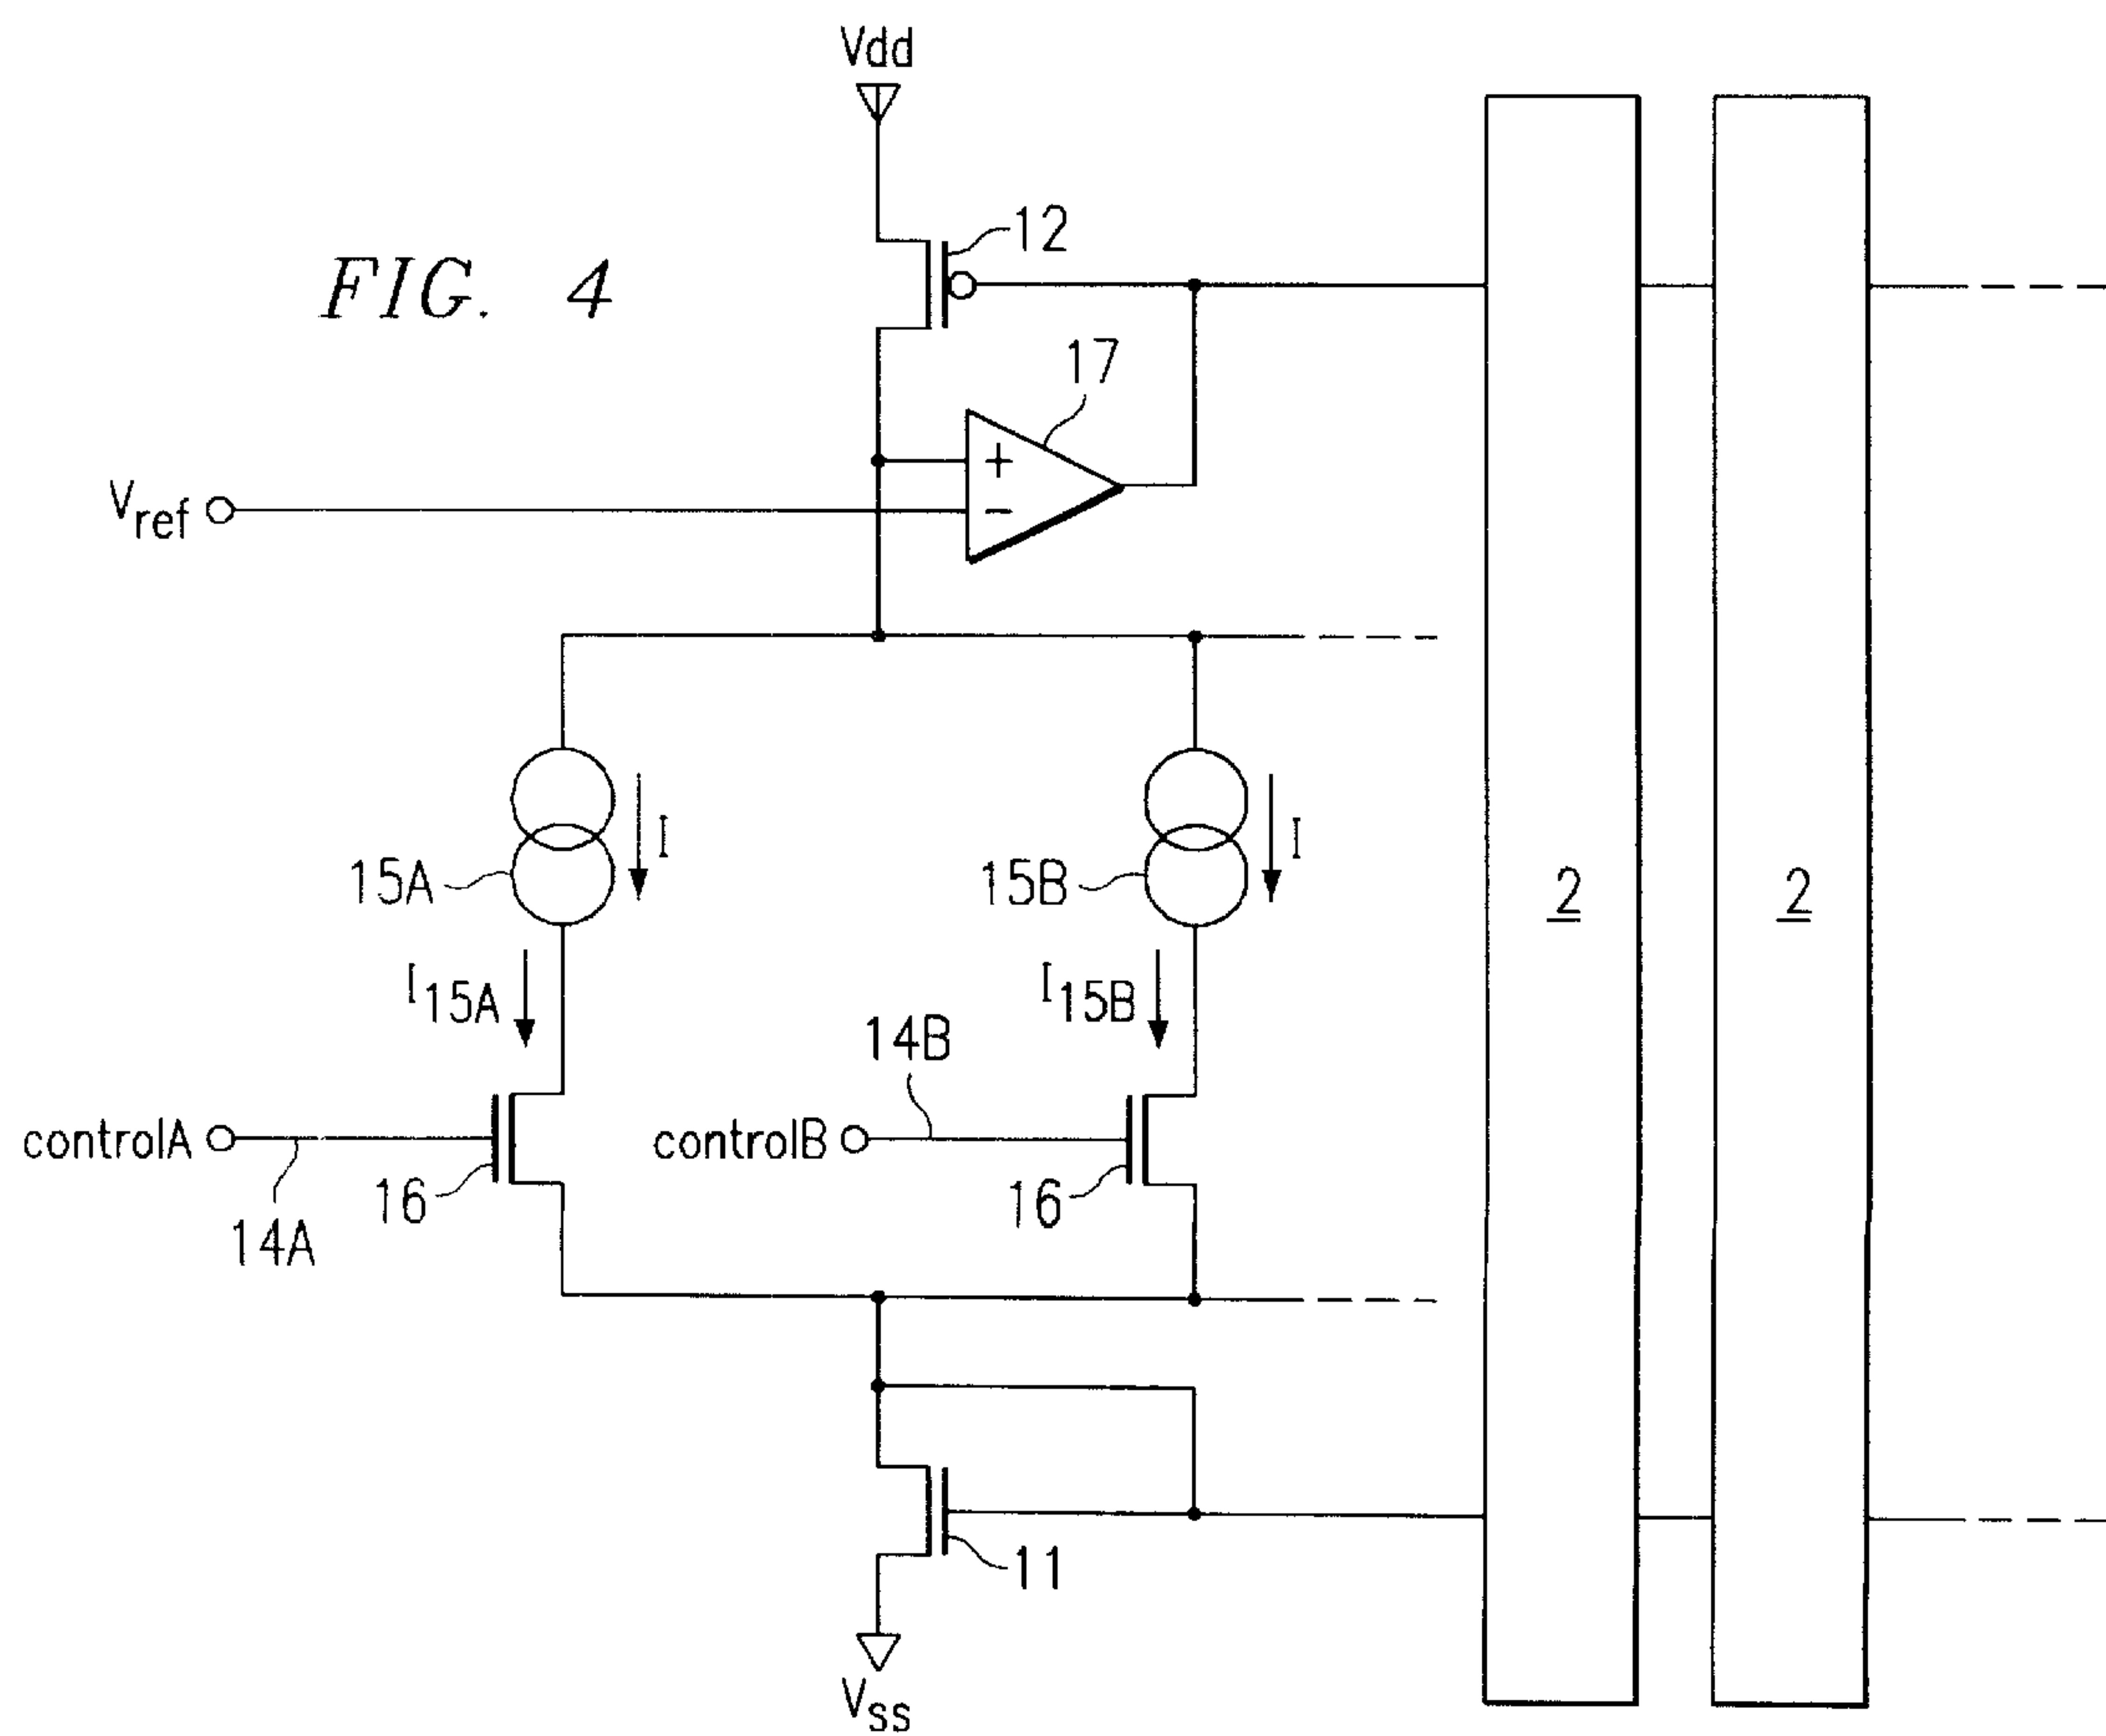 Vdd
FIG. 4
12
17
+
Vref
−
15A
I
15B
I
2
2
I15A
I15B
14B
controlA
controlB
16
16
14A
11
Vss